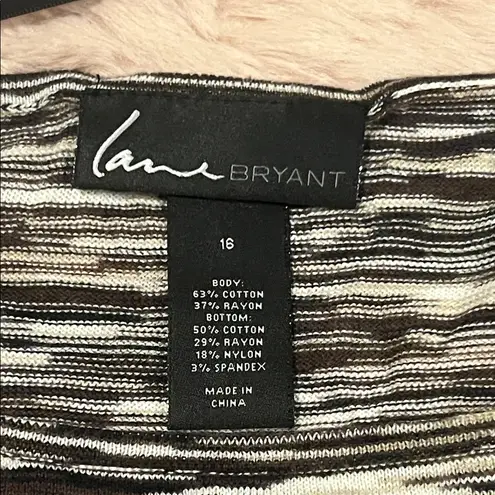 lane BRYANT
16
BODY:
63% COTTON
37% RAYON
BOTTOM:
50% COTTON
29% RAYON
18% NYLON
3% SPANDEX
MADE IN
CHINA